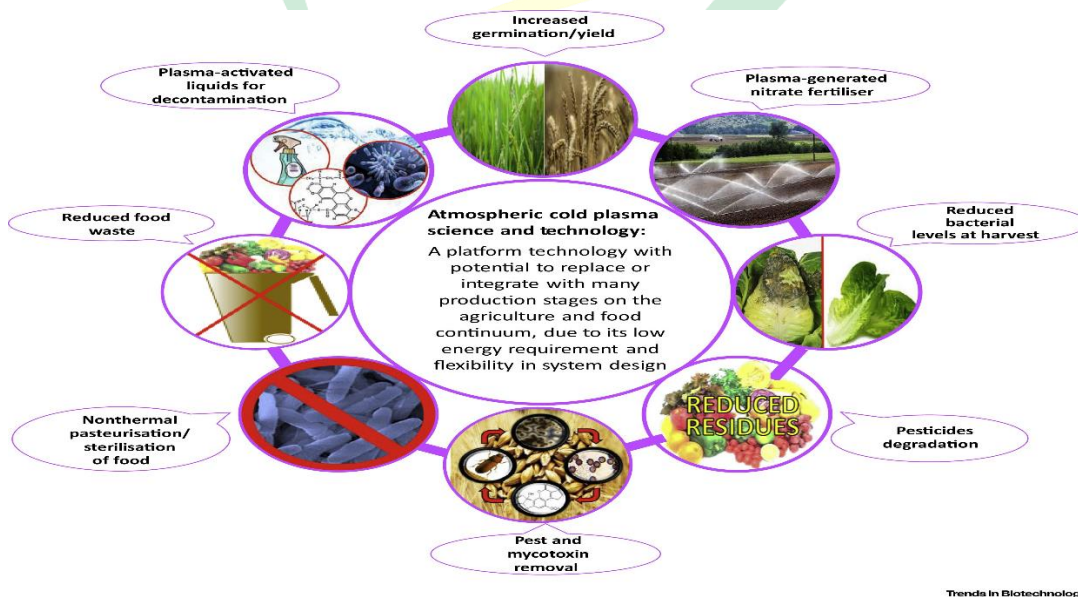 Increased
germination/yield
Plasma-activated
liquids for
decontamination
Plasma-generated
nitrate fertiliser
Reduced food
waste
Atmospheric cold plasma
science and technology:
A platform technology with
potential to replace or
integrate with many
production stages on the
agriculture and food
continuum, due to its low
energy requirement and
flexibility in system design
Reduced
bacterial
levels at harvest
REDUCED
RESIDUES
Nonthermal
pasteurisation/
sterilisation
of food
Pesticides
degradation
Pest and
mycotoxin
removal
Trends in Biotechnolog